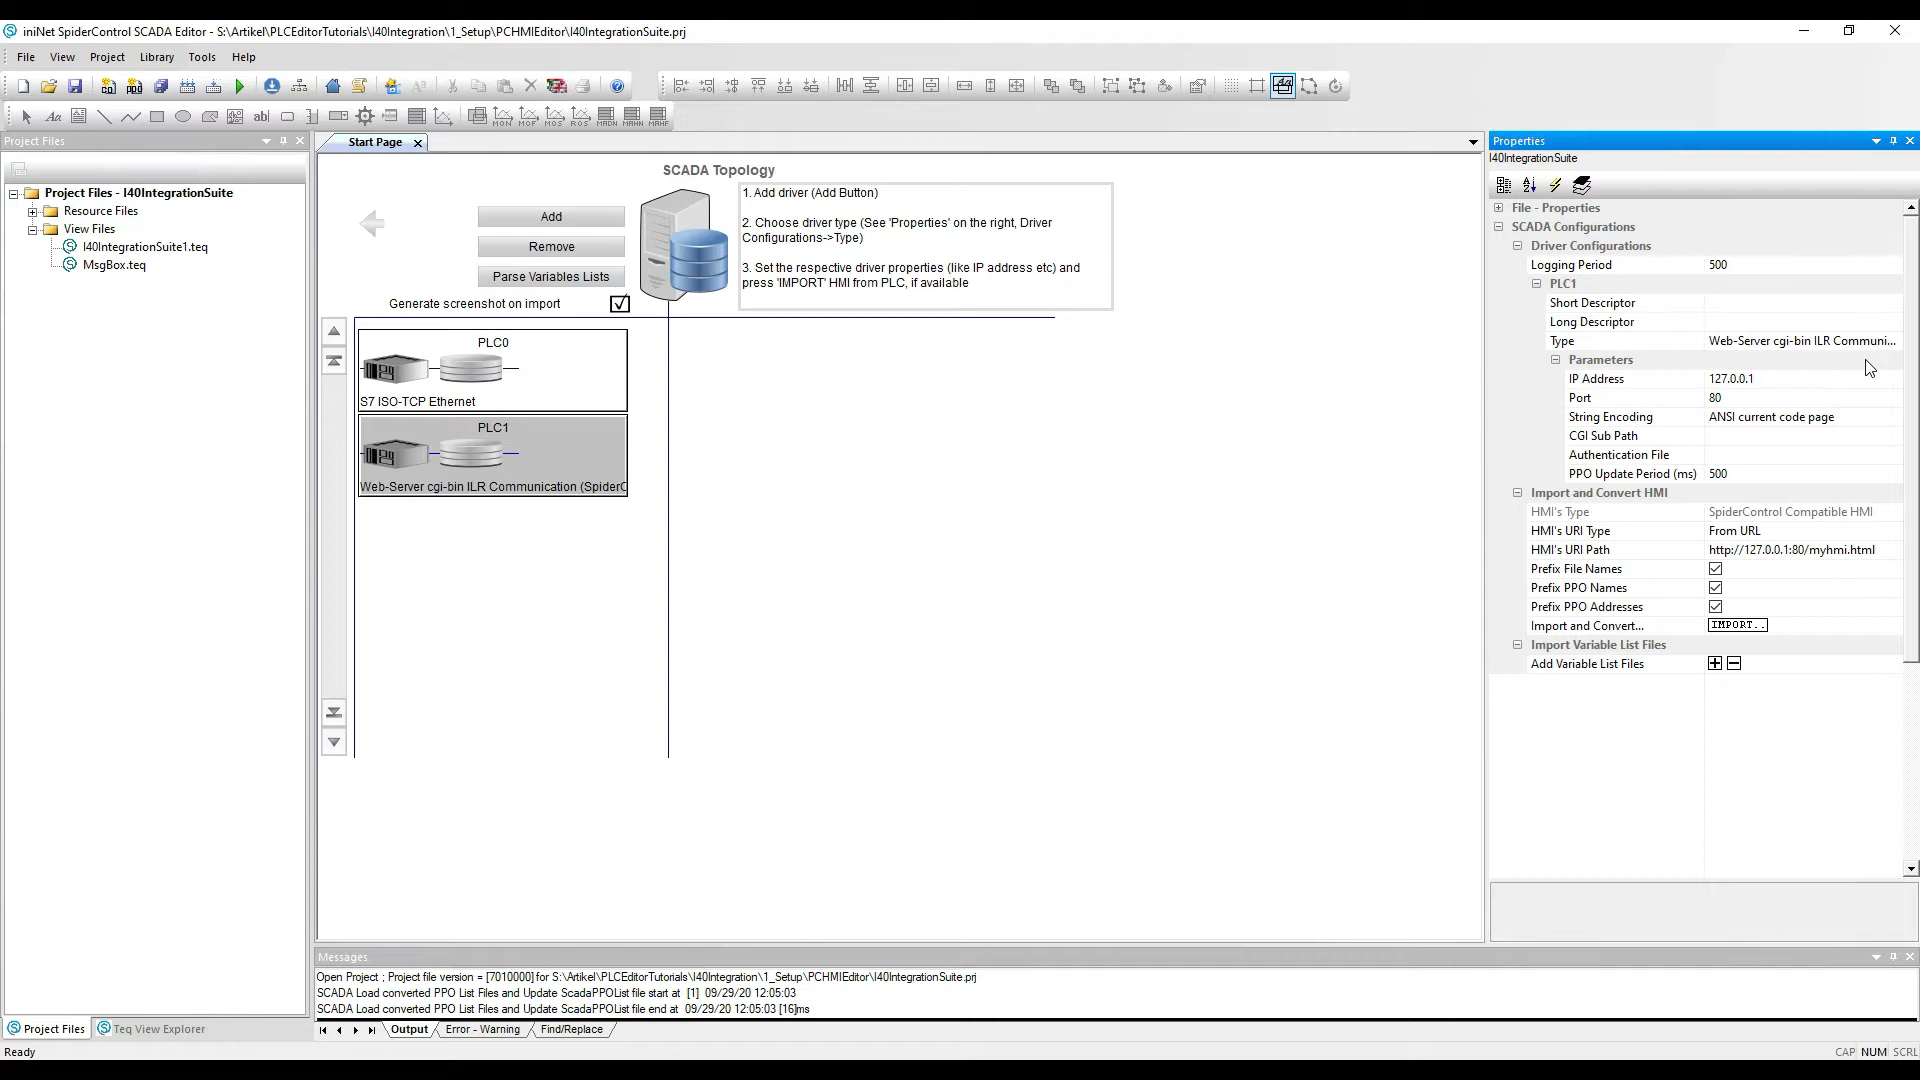 iniNet SpiderControl SCADA Editor - S:\Artikel\PLCEditorTutorials\I40Integration\1_Setup\PCHMIEditor\I40IntegrationSuite.prj
File View Project Library Tools Help
MON MOF MOS ROS MADN MAHN MAHF
Project Files
Project Files - I40IntegrationSuite
Resource Files
View Files
I40IntegrationSuite1.teq
MsgBox.teq
Project Files
Teq View Explorer
Start Page
SCADA Topology
Add
Remove
Parse Variables Lists
Generate screenshot on import
1. Add driver (Add Button)
2. Choose driver type (See 'Properties' on the right, Driver
Configurations->Type)
3. Set the respective driver properties (like IP address etc) and
press 'IMPORT' HMI from PLC, if available
PLC0
S7 ISO-TCP Ethernet
PLC1
Web-Server cgi-bin ILR Communication (SpiderC
Properties
I40IntegrationSuite
File - Properties
SCADA Configurations
Driver Configurations
Logging Period 500
PLC1
Short Descriptor
Long Descriptor
Type Web-Server cgi-bin ILR Communi...
Parameters
IP Address 127.0.0.1
Port 80
String Encoding ANSI current code page
CGI Sub Path
Authentication File
PPO Update Period (ms) 500
Import and Convert HMI
HMI's Type SpiderControl Compatible HMI
HMI's URI Type From URL
HMI's URI Path http://127.0.0.1:80/myhmi.html
Prefix File Names
Prefix PPO Names
Prefix PPO Addresses
Import and Convert... IMPORT..
Import Variable List Files
Add Variable List Files
Messages
Open Project ; Project file version = [7010000] for S:\Artikel\PLCEditorTutorials\I40Integration\1_Setup\PCHMIEditor\I40IntegrationSuite.prj
SCADA Load converted PPO List Files and Update ScadaPPOList file start at [1] 09/29/20 12:05:03
SCADA Load converted PPO List Files and Update ScadaPPOList file end at 09/29/20 12:05:03 [16]ms
Output Error - Warning Find/Replace
Ready
CAP NUM SCRL